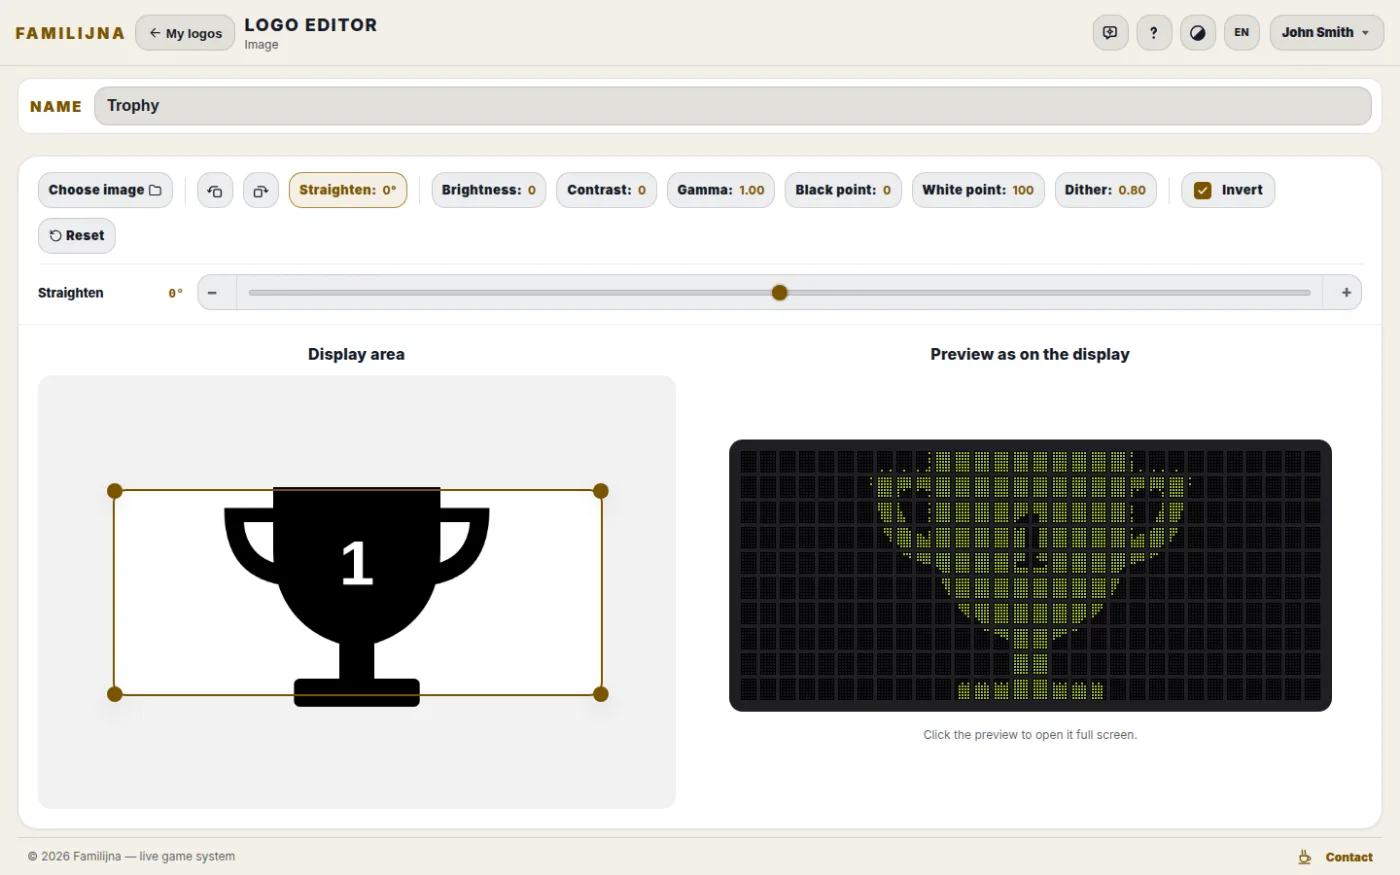 FAMILIJNA
← My logos
LOGO EDITOR
Image
?
EN
John Smith
NAME
Trophy
Choose image
Straighten: 0°
Brightness: 0
Contrast: 0
Gamma: 1.00
Black point: 0
White point: 100
Dither: 0.80
Invert
Reset
Straighten
0°
−
+
Display area
Preview as on the display
1
1
Click the preview to open it full screen.
© 2026 Familijna — live game system
Contact